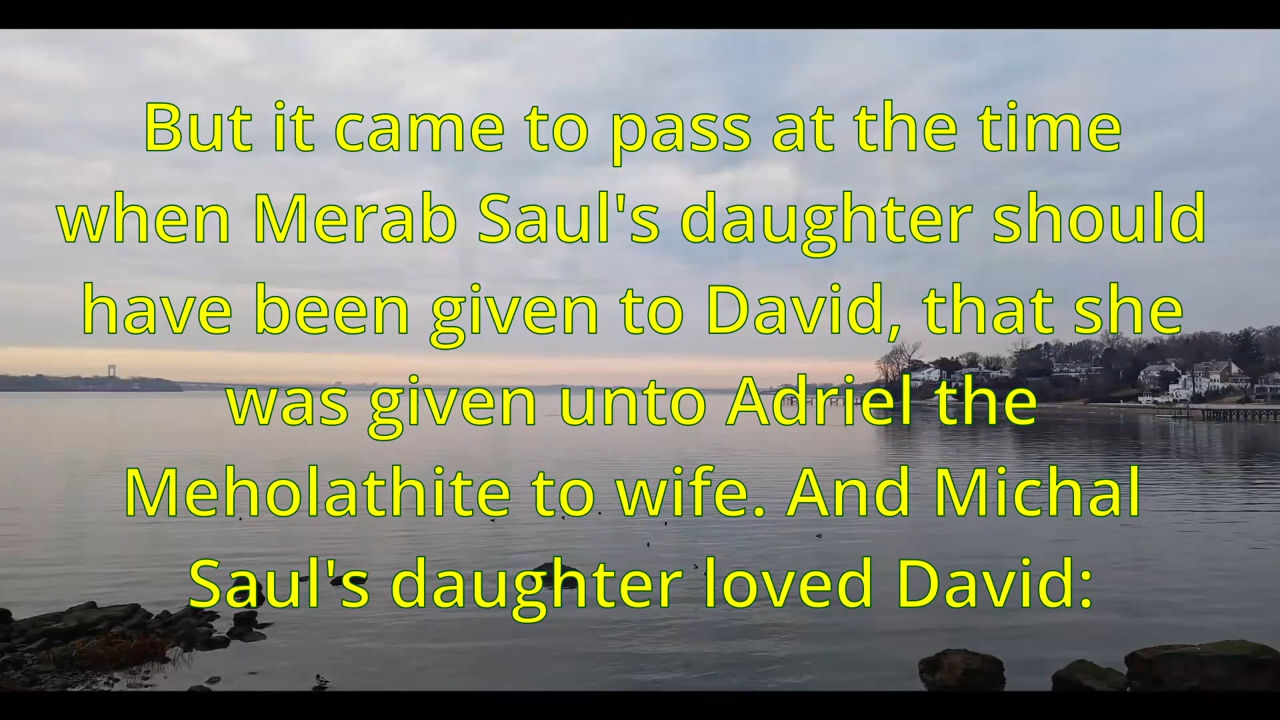 But it came to pass at the time
when Merab Saul's daughter should
have been given to David, that she
was given unto Adriel the
Meholathite to wife. And Michal
Saul's daughter loved David: